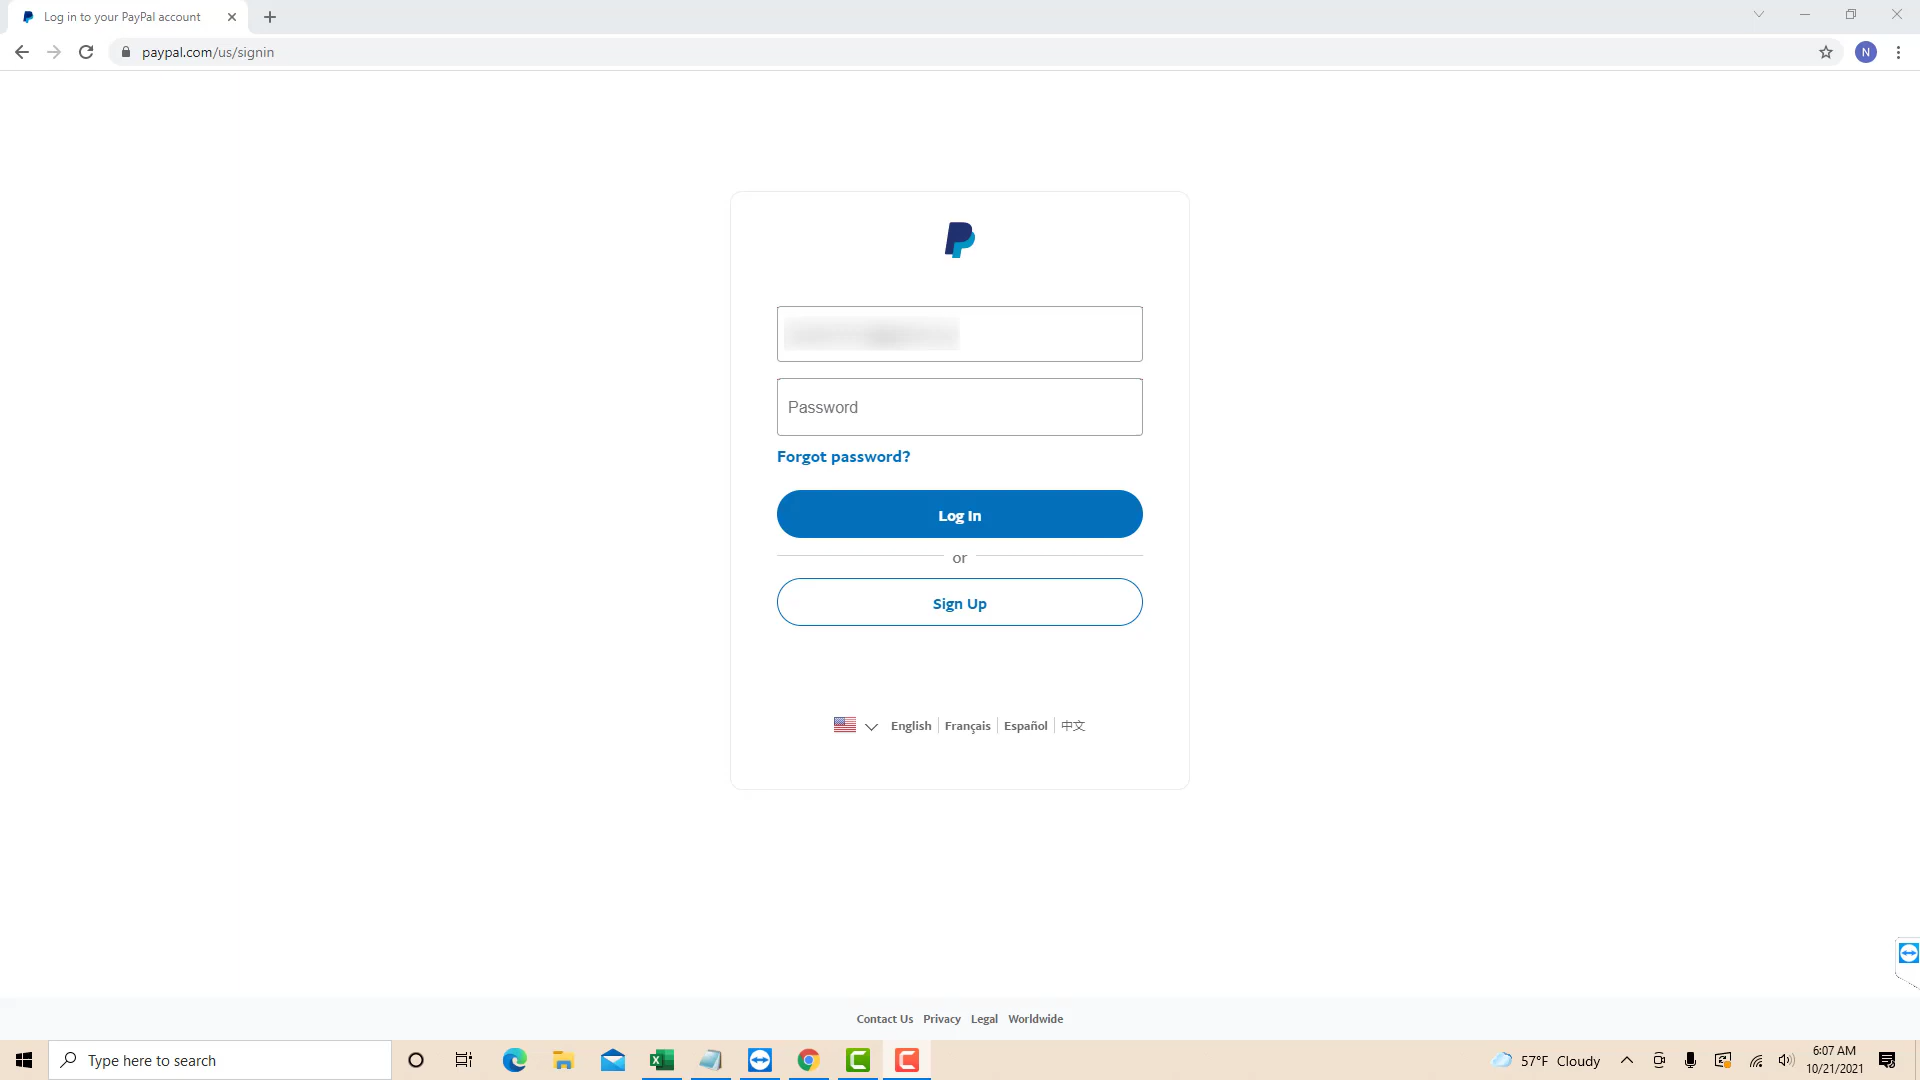 Log in to your PayPal account
paypal.com/us/signin
N
Password
Forgot password?
Log In
or
Sign Up
English Français Español 中文
Contact Us Privacy Legal Worldwide
Type here to search
57°F Cloudy
6:07 AM
10/21/2021